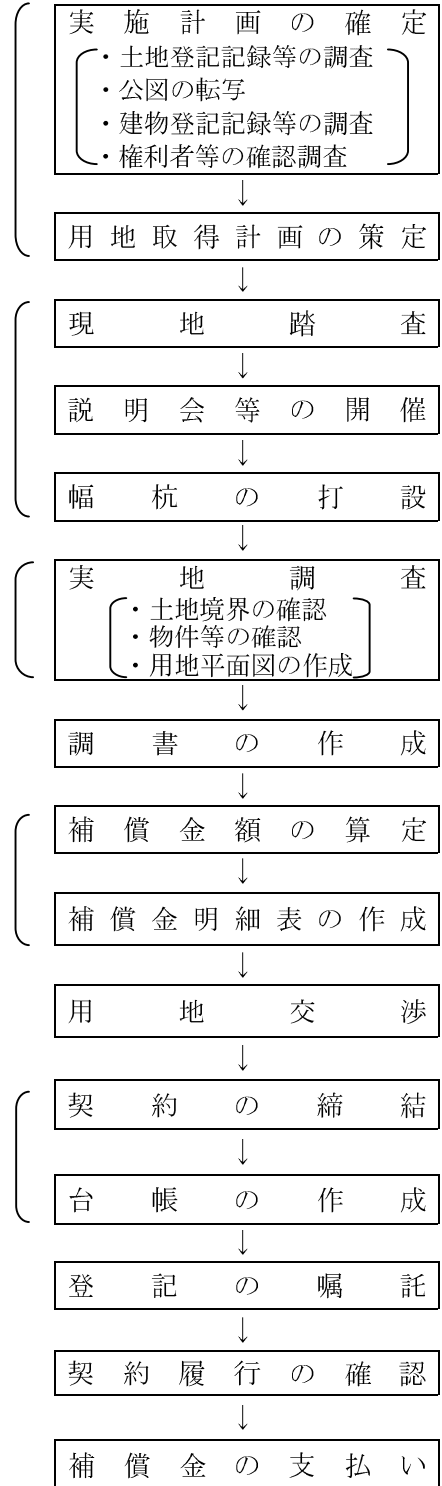 実施計画の確定
・土地登記記録等の調査
・公図の転写
・建物登記記録等の調査
・権利者等の確認調査
↓
用地取得計画の策定
↓
現地踏査
↓
説明会等の開催
↓
幅杭の打設
↓
実地調査
・土地境界の確認
・物件等の確認
・用地平面図の作成
↓
調書の作成
↓
補償金額の算定
↓
補償金明細表の作成
↓
用地交渉
↓
契約の締結
↓
台帳の作成
↓
登記の嘱託
↓
契約履行の確認
↓
補償金の支払い